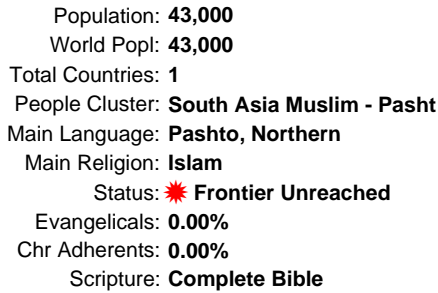 Population: 43,000
World Popl: 43,000
Total Countries: 1
People Cluster: South Asia Muslim - Pasht
Main Language: Pashto, Northern
Main Religion: Islam
Status: Frontier Unreached
Evangelicals: 0.00%
Chr Adherents: 0.00%
Scripture: Complete Bible